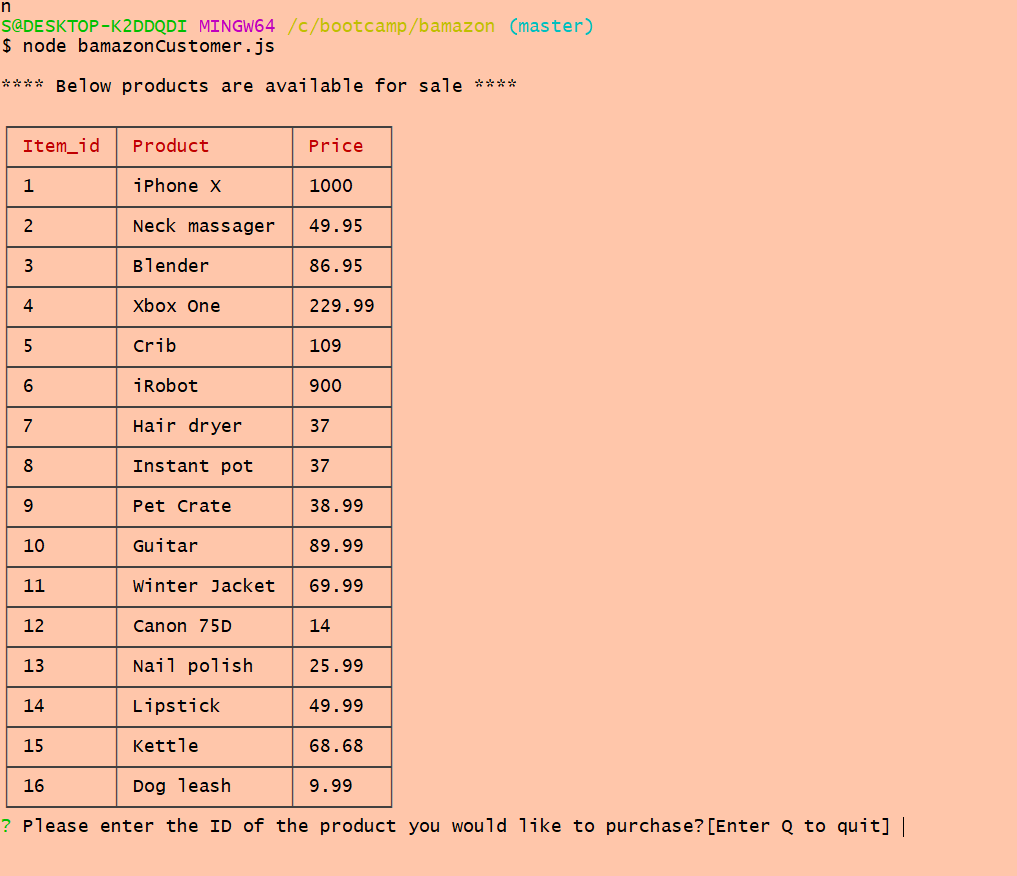 n
S@DESKTOP-K2DDQDI MINGW64 /c/bootcamp/bamazon (master)
$ node bamazonCustomer.js
**** Below products are available for sale ****
Item_id Product Price
1 iPhone X 1000
2 Neck massager 49.95
3 Blender 86.95
4 Xbox One 229.99
5 Crib 109
6 iRobot 900
7 Hair dryer 37
8 Instant pot 37
9 Pet Crate 38.99
10 Guitar 89.99
11 Winter Jacket 69.99
12 Canon 75D 14
13 Nail polish 25.99
14 Lipstick 49.99
15 Kettle 68.68
16 Dog leash 9.99
? Please enter the ID of the product you would like to purchase?[Enter Q to quit]